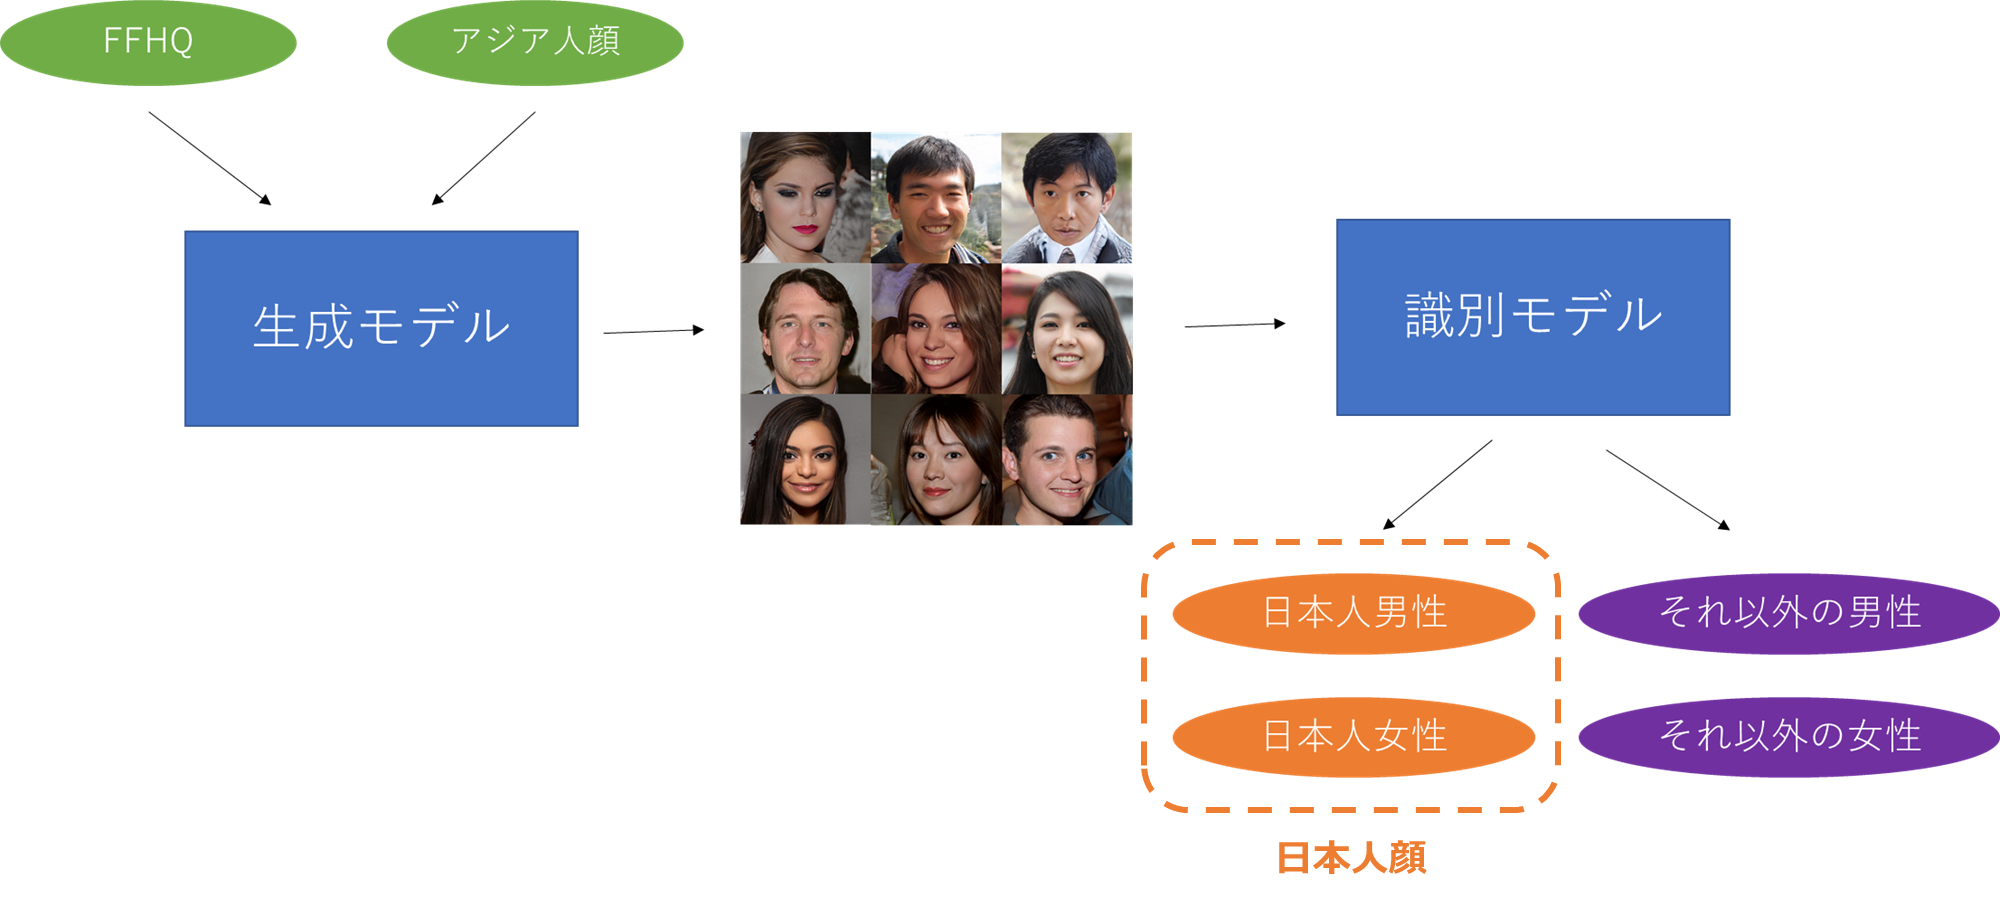 FFHQ
アジア人顔
生成モデル
識別モデル
日本人男性
それ以外の男性
日本人女性
それ以外の女性
日本人顔